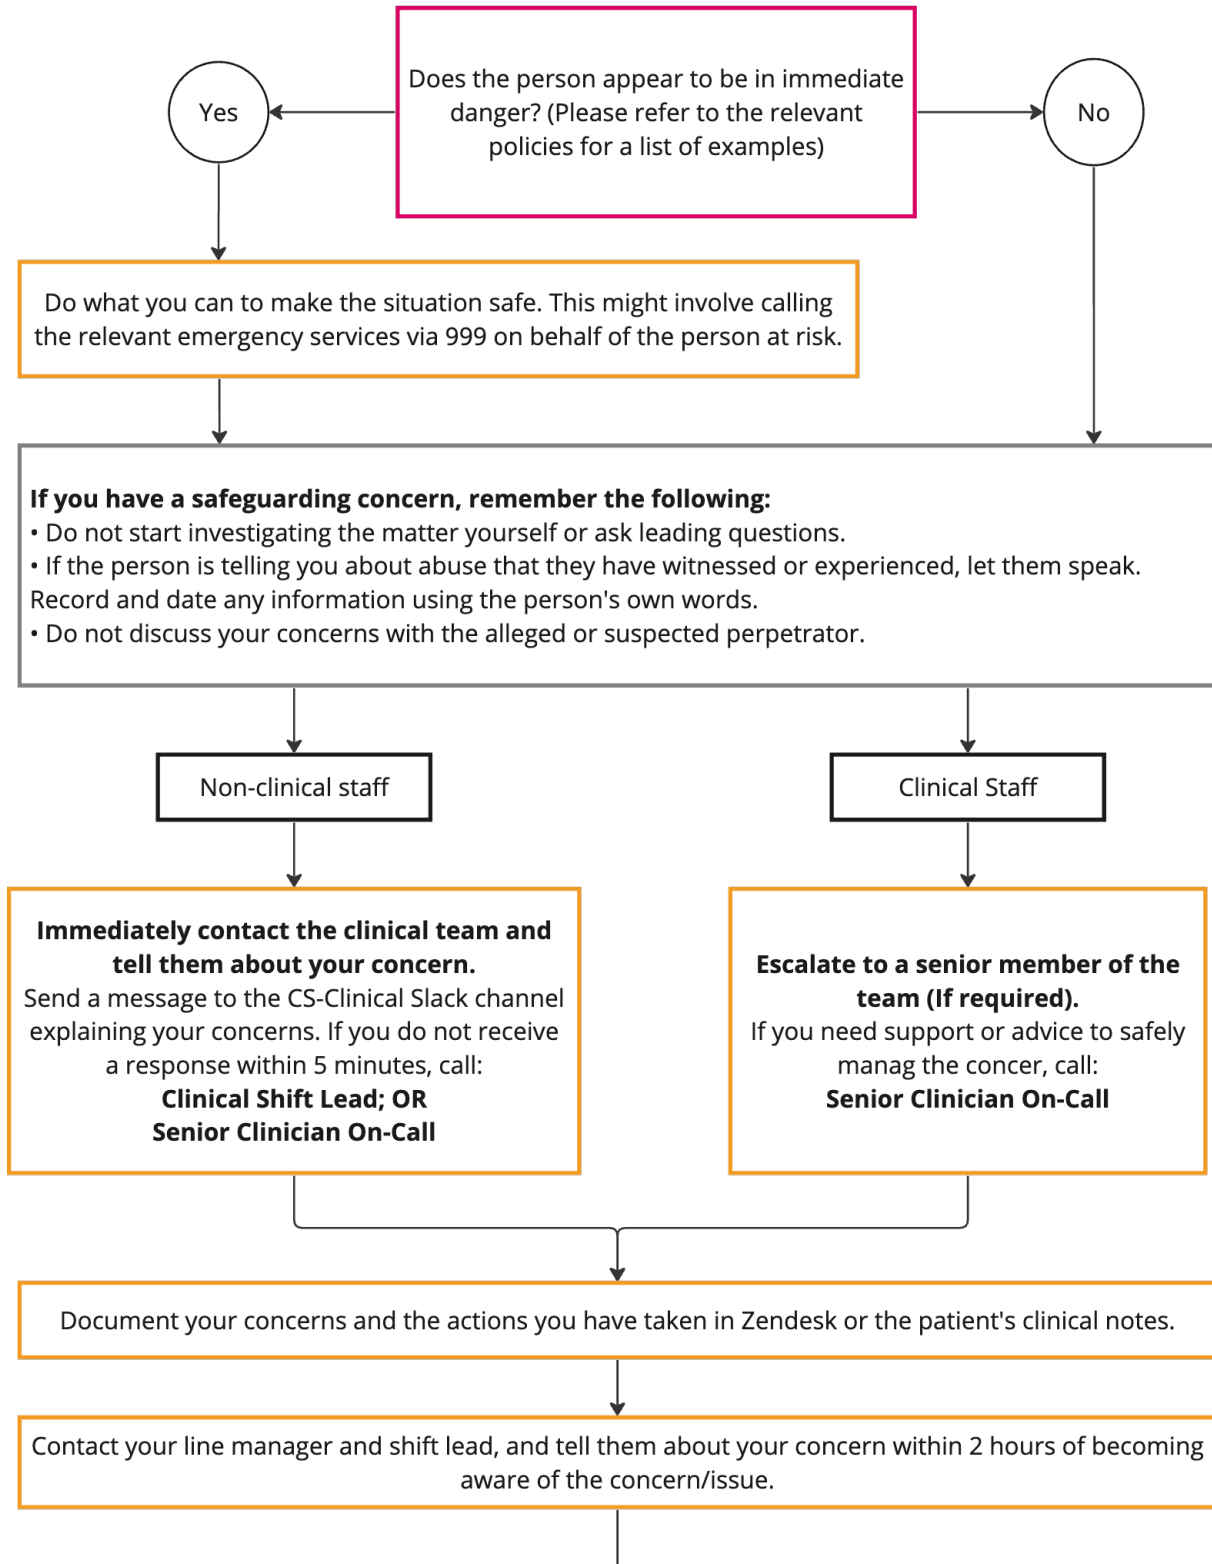 Does the person appear to be in immediate
danger? (Please refer to the relevant
policies for a list of examples)
Yes
No
Do what you can to make the situation safe. This might involve calling
the relevant emergency services via 999 on behalf of the person at risk.
If you have a safeguarding concern, remember the following:
• Do not start investigating the matter yourself or ask leading questions.
• If the person is telling you about abuse that they have witnessed or experienced, let them speak.
Record and date any information using the person's own words.
• Do not discuss your concerns with the alleged or suspected perpetrator.
Non-clinical staff
Clinical Staff
Immediately contact the clinical team and
tell them about your concern.
Send a message to the CS-Clinical Slack channel
explaining your concerns. If you do not receive
a response within 5 minutes, call:
Clinical Shift Lead; OR
Senior Clinician On-Call
Escalate to a senior member of the
team (If required).
If you need support or advice to safely
manag the concer, call:
Senior Clinician On-Call
Document your concerns and the actions you have taken in Zendesk or the patient's clinical notes.
Contact your line manager and shift lead, and tell them about your concern within 2 hours of becoming
aware of the concern/issue.